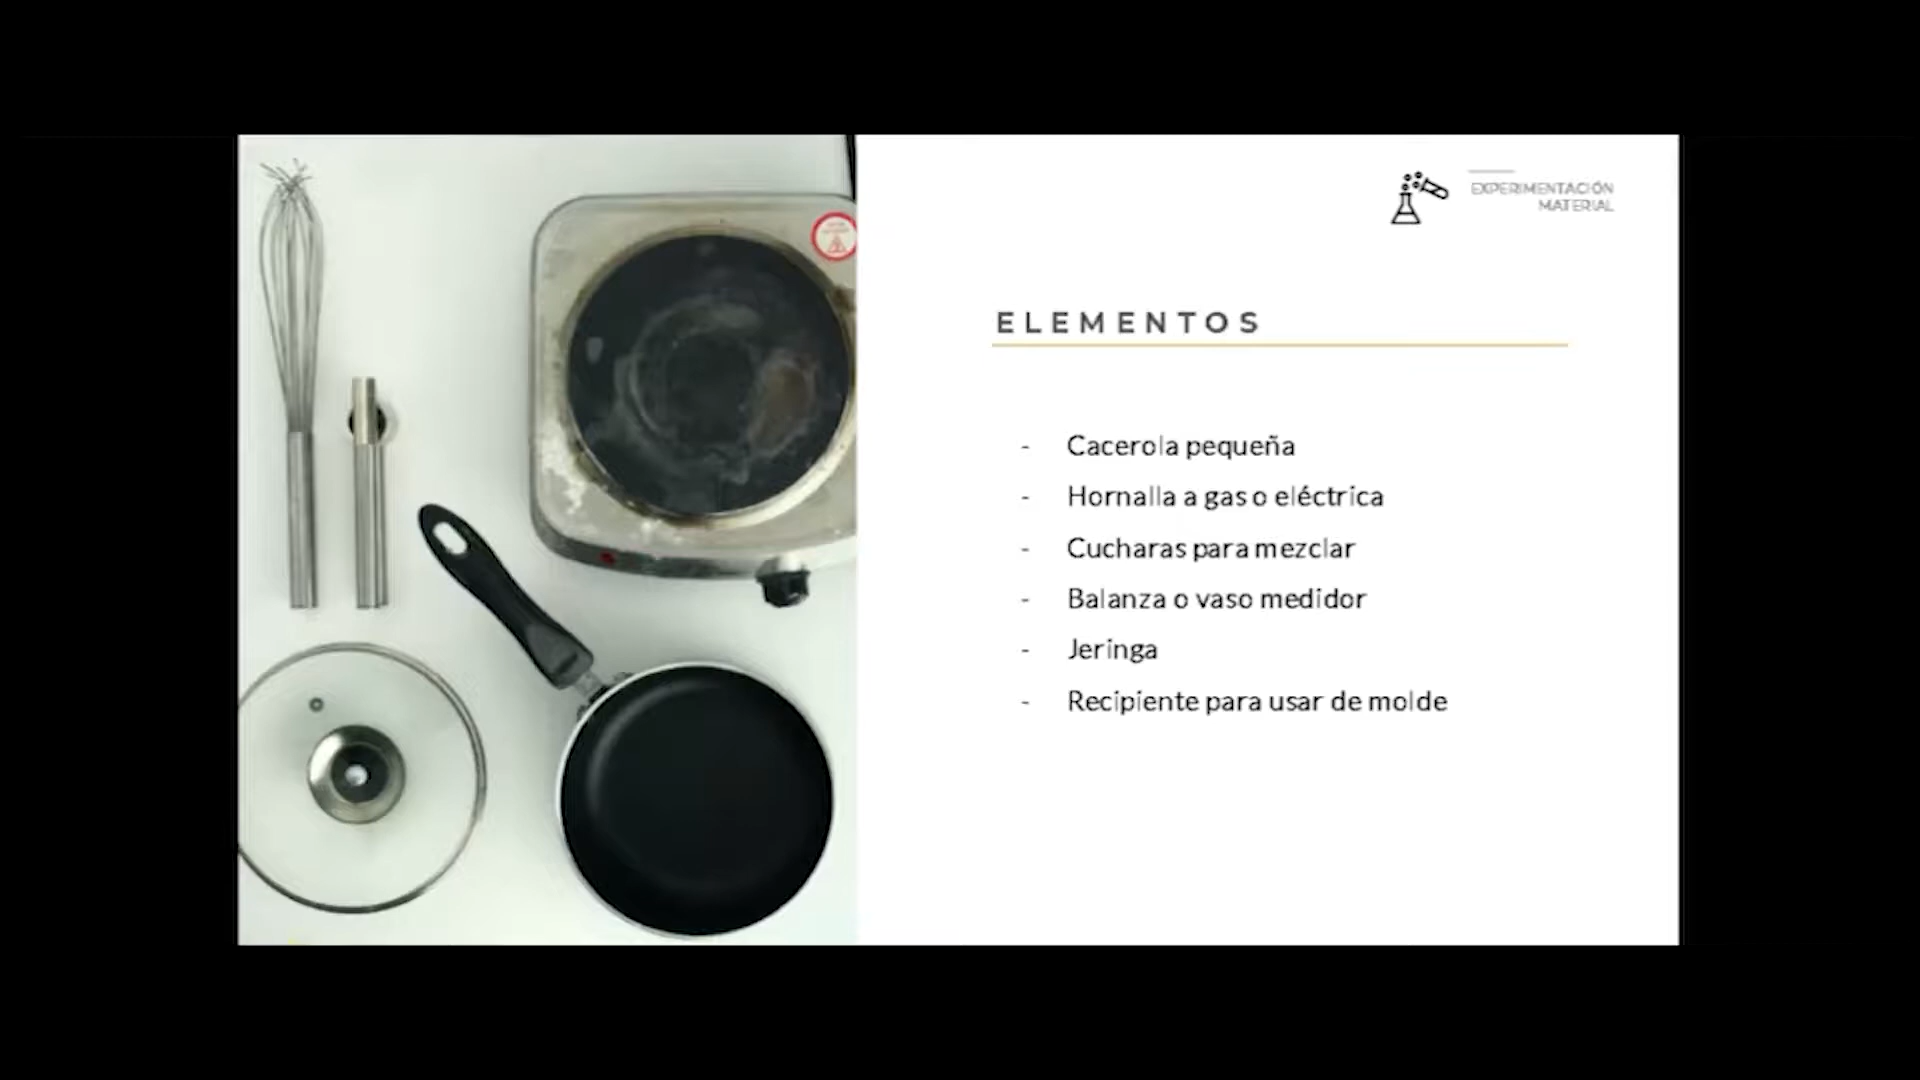 EXPERIMENTACIÓN
MATERIAL
ELEMENTOS
- Cacerola pequeña
- Hornalla a gas o eléctrica
- Cucharas para mezclar
- Balanza o vaso medidor
- Jeringa
- Recipiente para usar de molde